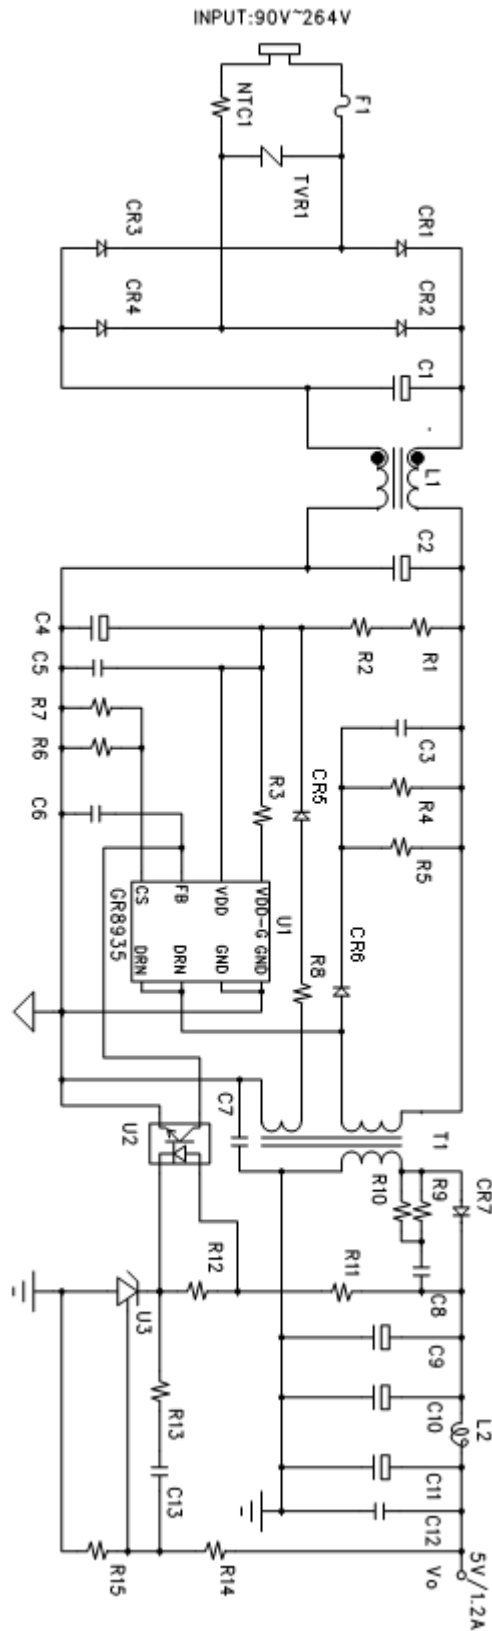 INPUT:90V~264V
F1
NTC1
TVR1
CR1
CR3
CR2
CR4
C1
L1
C2
C4
R1
R2
C5
R7
C3
R6
CR5
R3
R4
C6
R5
CR6
U1
GR8935
CS
FB
VDD
VDD-G
DRN
DRN
GND
GND
R8
C7
T1
U2
CR7
R9
R10
R11
R12
C8
U3
C9
C10
L2
R13
C11
C12
C13
R14
R15
5V/1.2A
Vo